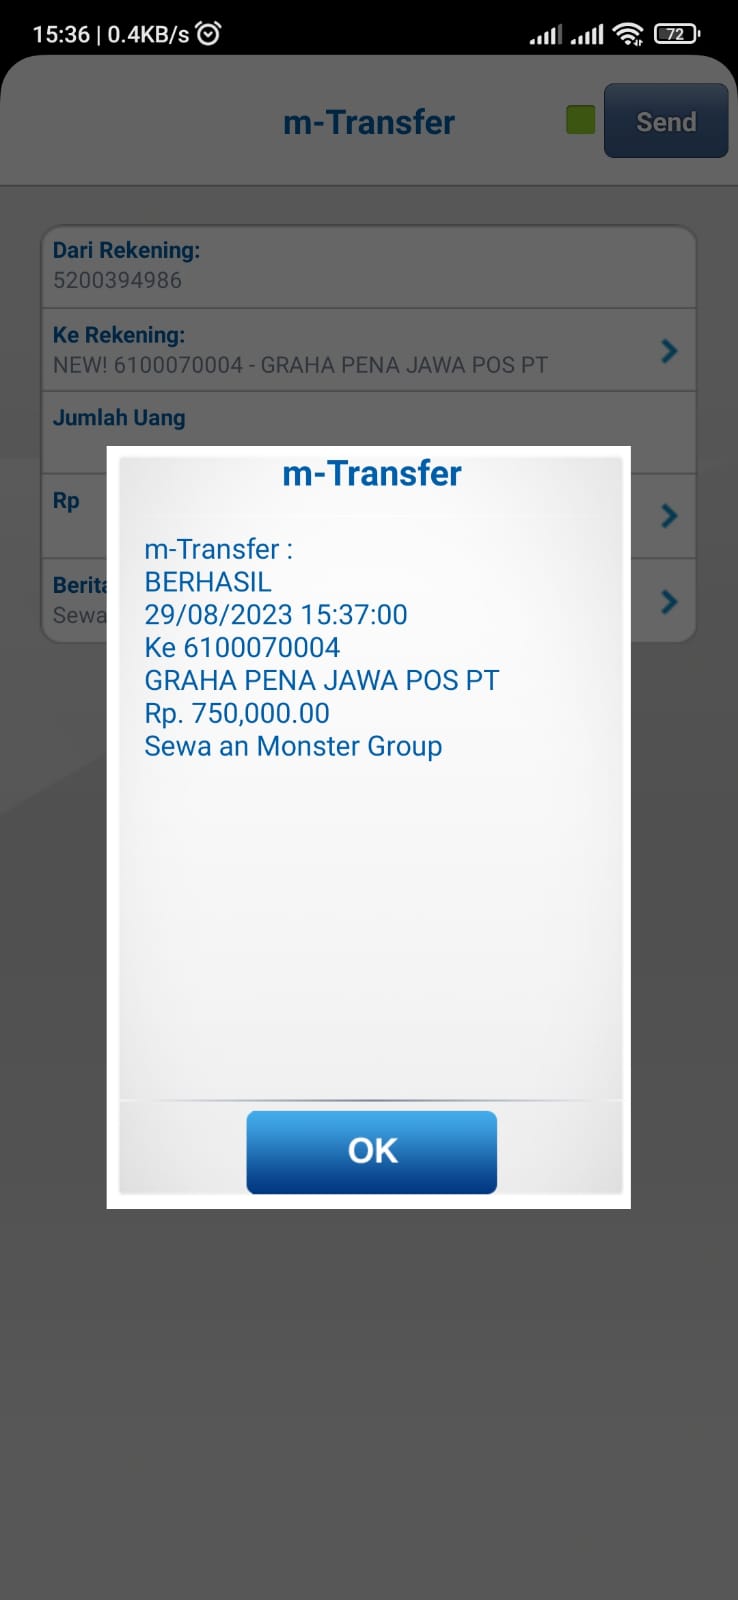 15:36 | 0.4KB/s
72
m-Transfer
Send
Dari Rekening:
5200394986
Ke Rekening:
NEW! 6100070004 - GRAHA PENA JAWA POS PT
Jumlah Uang
Rp
m-Transfer
m-Transfer :
BERHASIL
29/08/2023 15:37:00
Ke 6100070004
GRAHA PENA JAWA POS PT
Rp. 750,000.00
Sewa an Monster Group
OK
Sewa